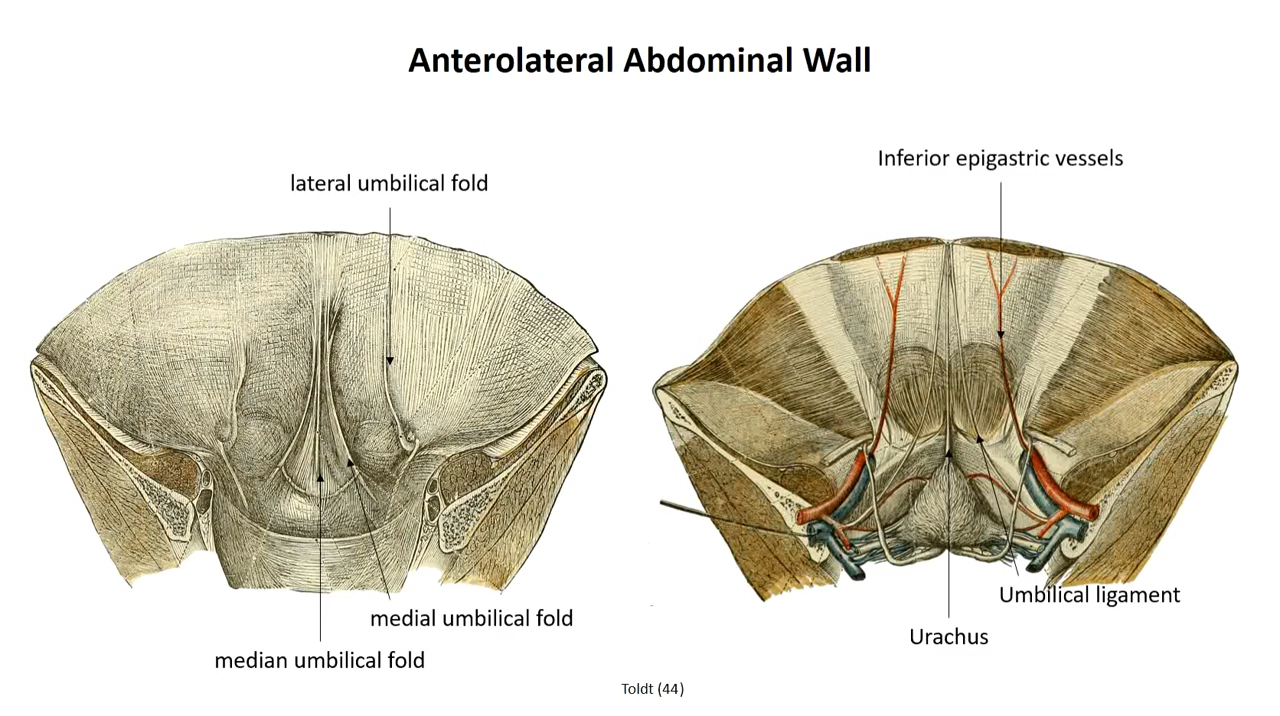 Anterolateral Abdominal Wall
lateral umbilical fold
Inferior epigastric vessels
medial umbilical fold
median umbilical fold
Umbilical ligament
Urachus
Toldt (44)